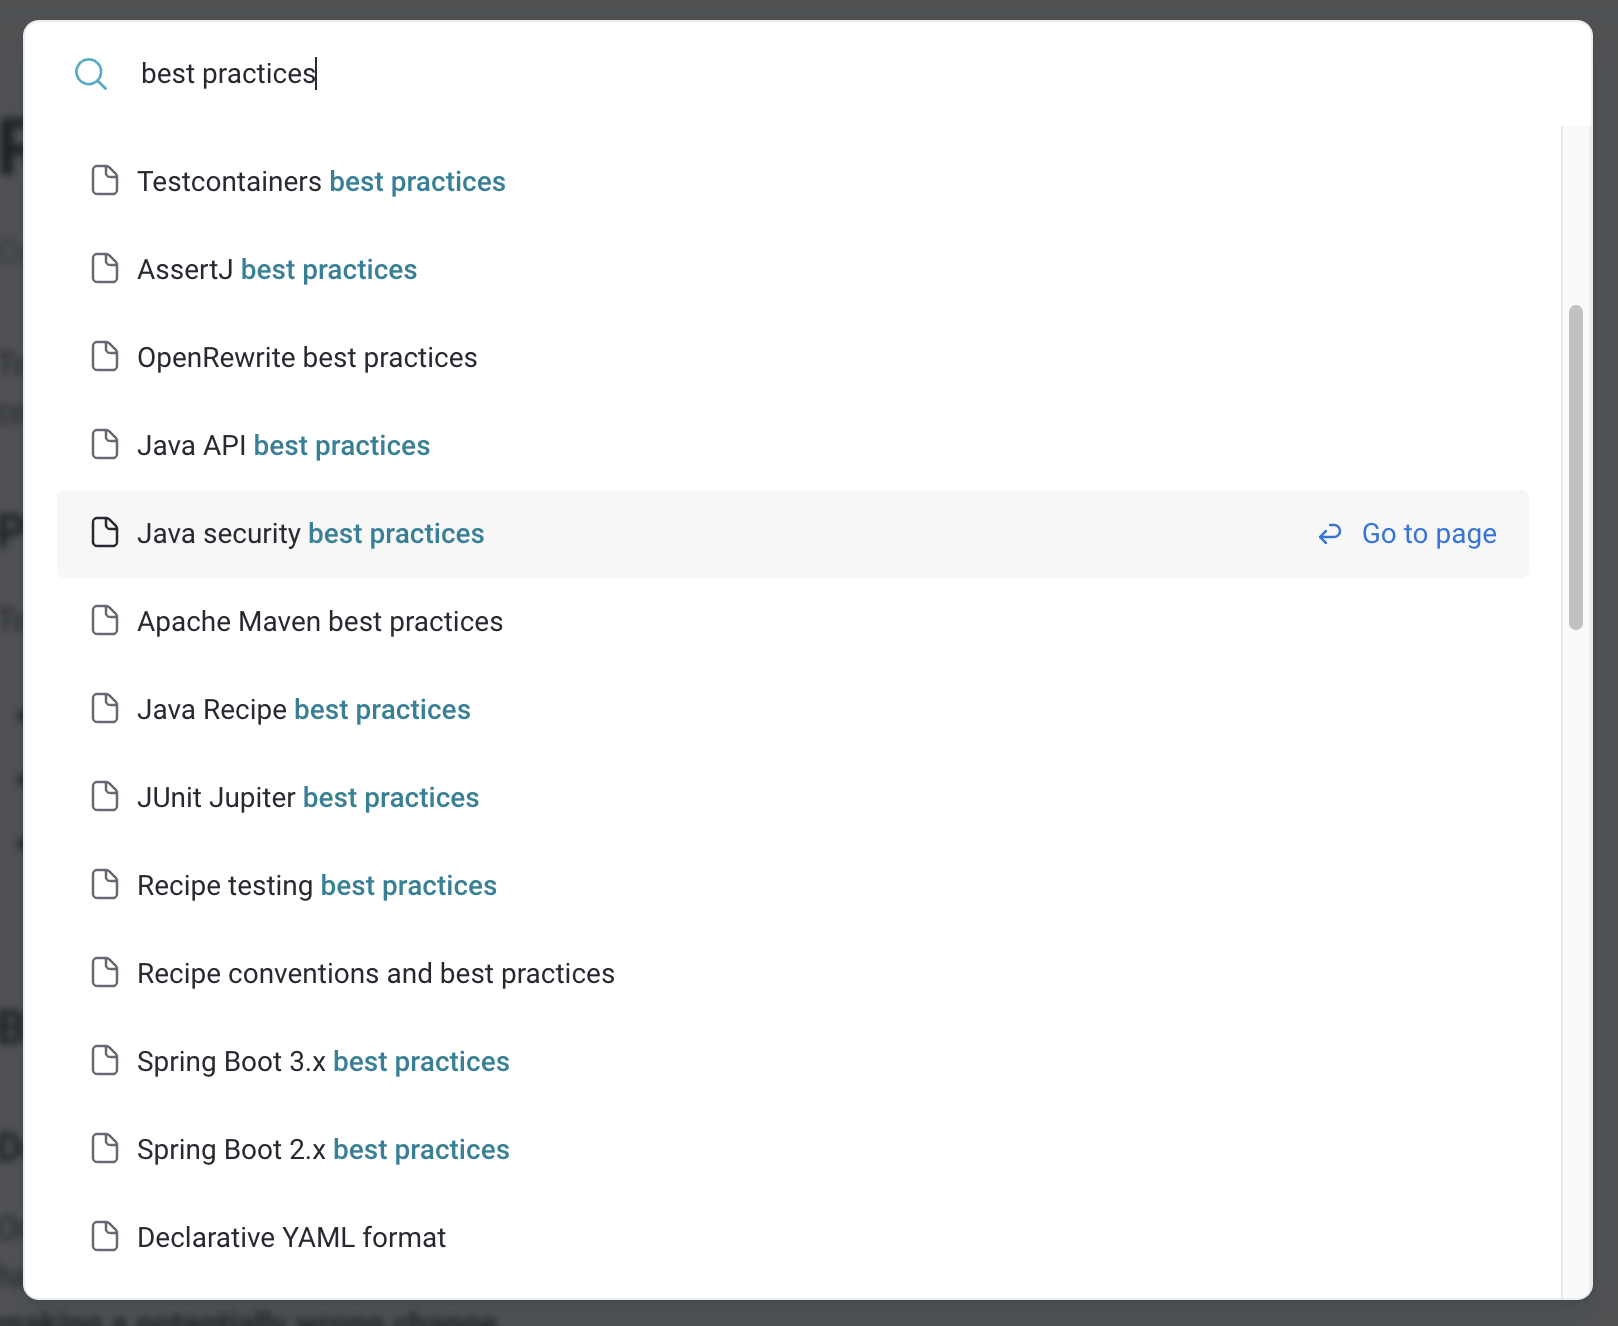 best practices
Testcontainers best practices
AssertJ best practices
OpenRewrite best practices
Java API best practices
Java security best practices
Go to page
Apache Maven best practices
Java Recipe best practices
JUnit Jupiter best practices
Recipe testing best practices
Recipe conventions and best practices
Spring Boot 3.x best practices
Spring Boot 2.x best practices
Declarative YAML format